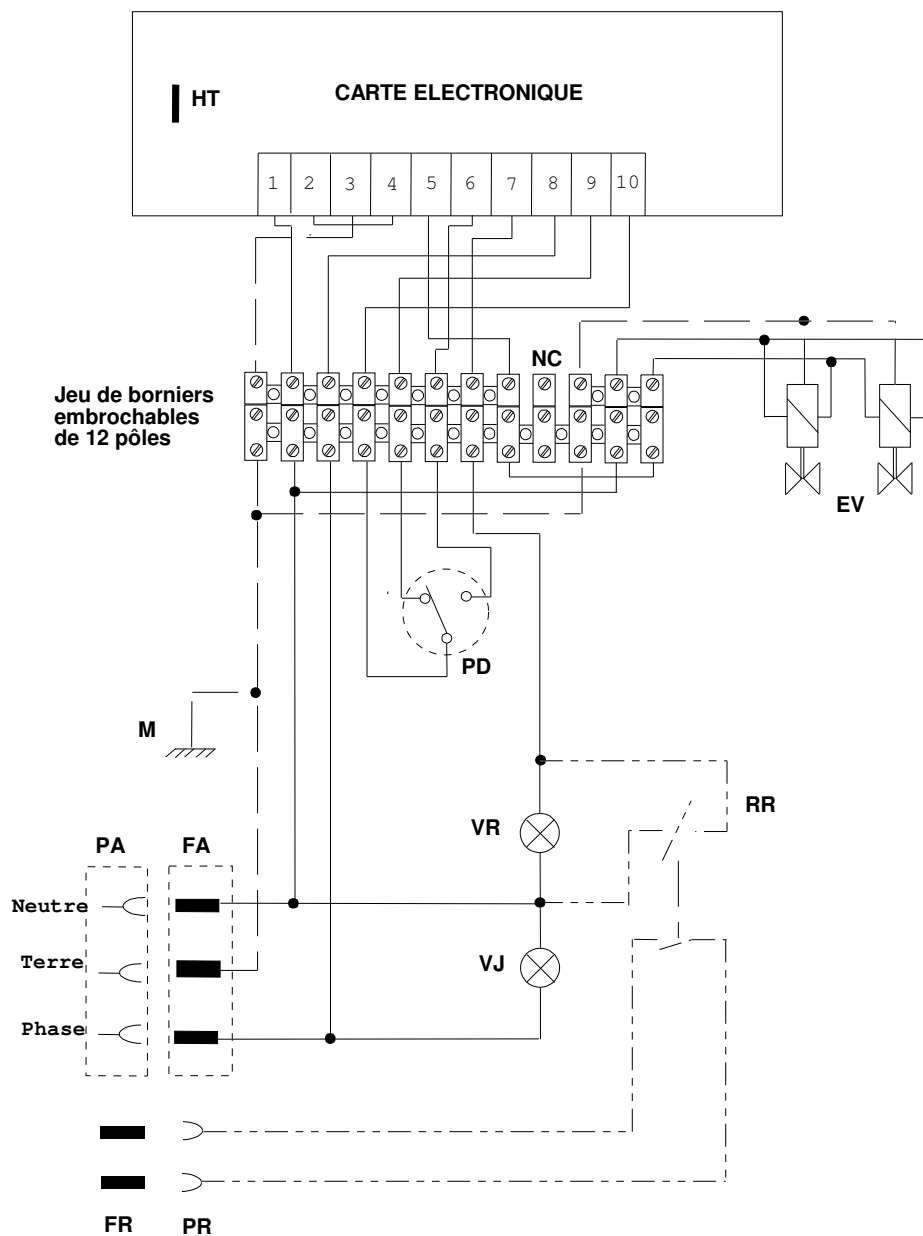 HT
CARTE ELECTRONIQUE
1 2 3 4 5 6 7 8 9 10
NC
Jeu de borniers
embrochables
de 12 pôles
EV
PD
M
RR
VR
PA
FA
Neutre
Terre
VJ
Phase
FR
PR